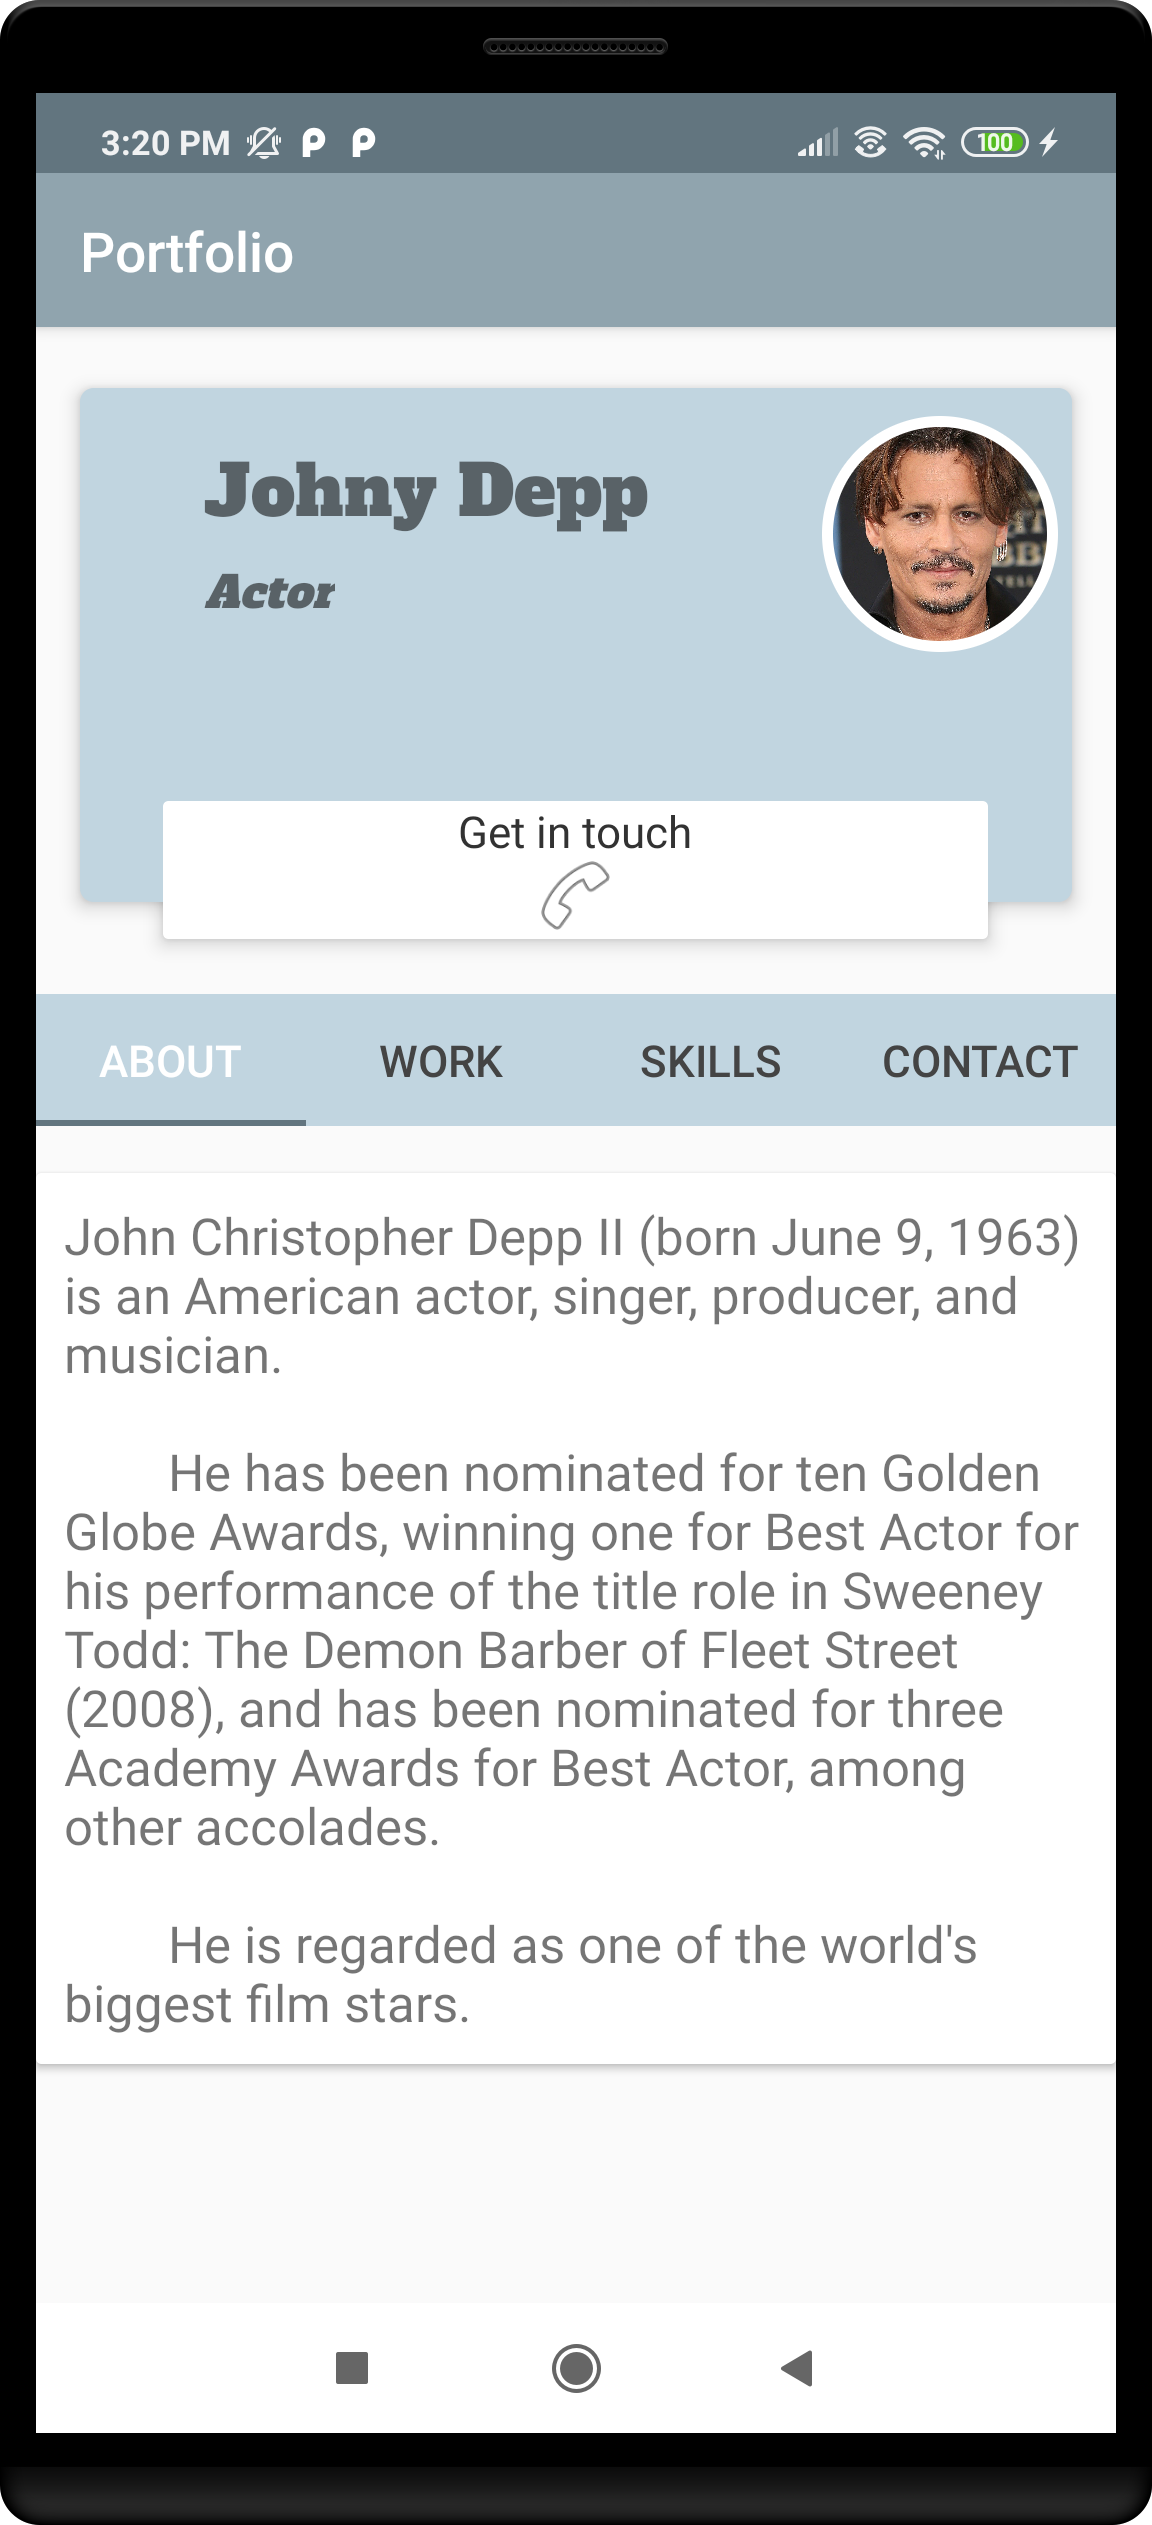 3:20 PM
100
Portfolio
Johny Depp
Actor
Get in touch
ABOUT WORK SKILLS CONTACT
John Christopher Depp II (born June 9, 1963)
is an American actor, singer, producer, and
musician.
He has been nominated for ten Golden
Globe Awards, winning one for Best Actor for
his performance of the title role in Sweeney
Todd: The Demon Barber of Fleet Street
(2008), and has been nominated for three
Academy Awards for Best Actor, among
other accolades.
He is regarded as one of the world's
biggest film stars.